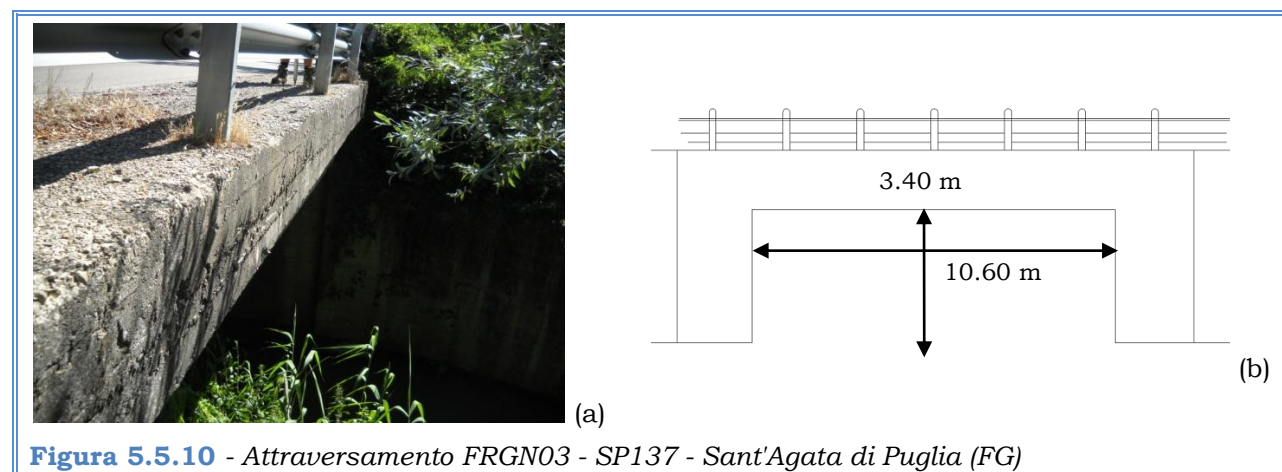 3.40 m
10.60 m
(b)
(a)
Figura 5.5.10 - Attraversamento FRGN03 - SP137 - Sant'Agata di Puglia (FG)